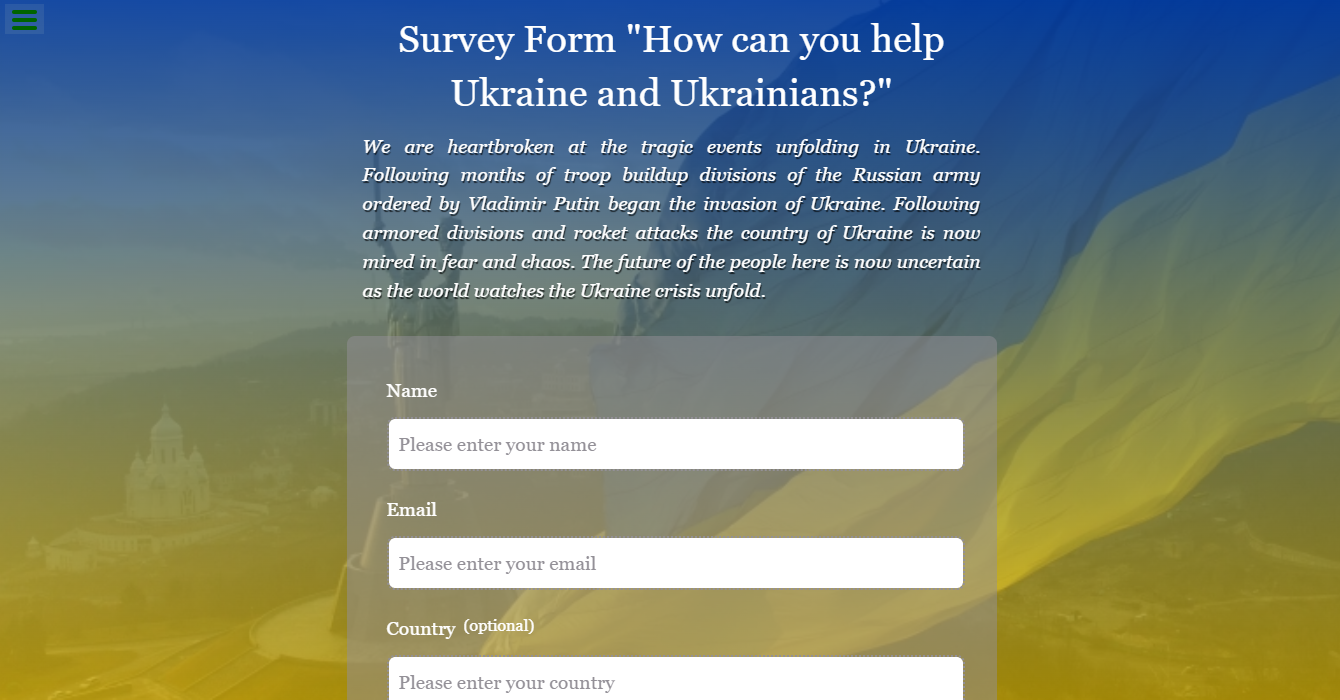 Survey Form "How can you help
Ukraine and Ukrainians?"
We are heartbroken at the tragic events unfolding in Ukraine.
Following months of troop buildup divisions of the Russian army
ordered by Vladimir Putin began the invasion of Ukraine. Following
armored divisions and rocket attacks the country of Ukraine is now
mired in fear and chaos. The future of the people here is now uncertain
as the world watches the Ukraine crisis unfold.
Name
Please enter your name
Email
Please enter your email
Country (optional)
Please enter your country